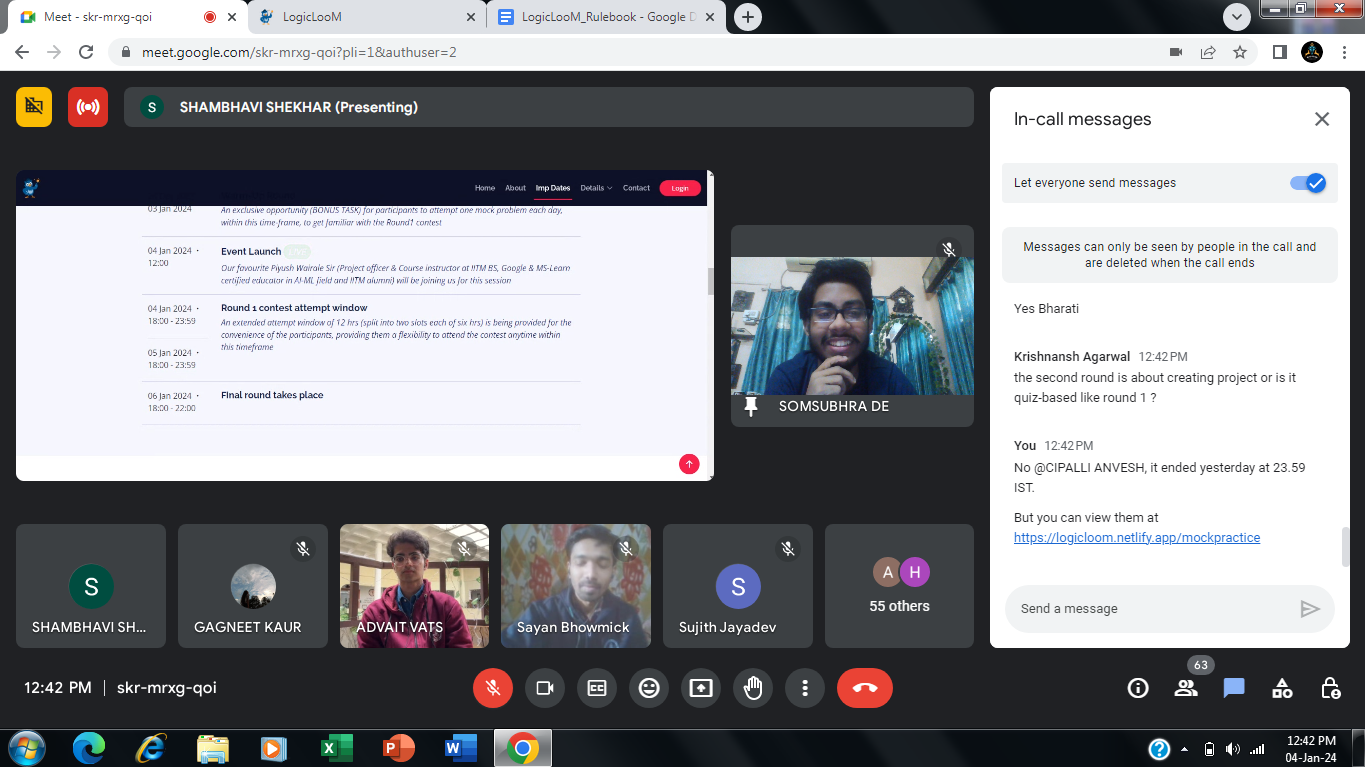 Meet - skr-mrxg-qoi
LogicLooM
LogicLooM_Rulebook - Google D
meet.google.com/skr-mrxg-qoi?pli=1&authuser=2
S
SHAMBHAVI SHEKHAR (Presenting)
Home
About
Imp Dates
Details
Contact
Login
03 Jan 2024
An exclusive opportunity (BONUS TASK) for participants to attempt one mock problem each day,
within this time-frame, to get familiar with the Round1 contest
04 Jan 2024 •
12:00
Event Launch
Our favourite Piyush Wairale Sir (Project officer & Course instructor at IITM BS, Google & MS-Learn
certified educator in AI-ML field and IITM alumni) will be joining us for this session
04 Jan 2024 •
18:00 - 23:59
Round 1 contest attempt window
An extended attempt window of 12 hrs (split into two slots each of six hrs) is being provided for the
convenience of the participants, providing them a flexibility to attend the contest anytime within
this timeframe
05 Jan 2024 •
18:00 - 23:59
06 Jan 2024 •
18:00 - 22:00
Final round takes place
SOMSUBHRA DE
S
SHAMBHAVI SH...
GAGNEET KAUR
ADVAIT VATS
Sayan Bhowmick
S
Sujith Jayadev
A
H
55 others
In-call messages
Let everyone send messages
Messages can only be seen by people in the call and
are deleted when the call ends
Yes Bharati
Krishnansh Agarwal 12:42 PM
the second round is about creating project or is it
quiz-based like round 1 ?
You 12:42 PM
No @CIPALLI ANVESH, it ended yesterday at 23.59
IST.
But you can view them at
https://logicloom.netlify.app/mockpractice
Send a message
12:42 PM | skr-mrxg-qoi
63
12:42 PM
04-Jan-24